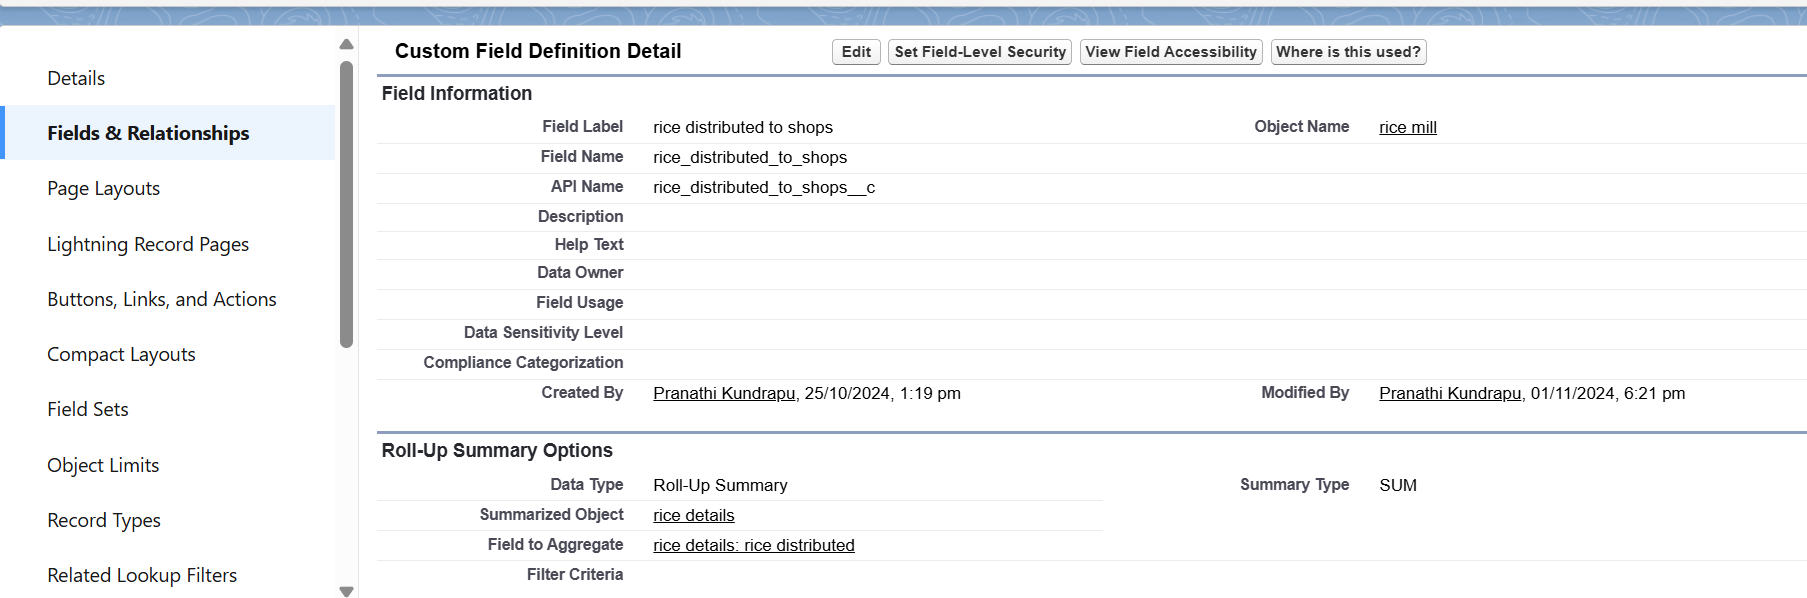 Details
Fields & Relationships
Page Layouts
Lightning Record Pages
Buttons, Links, and Actions
Compact Layouts
Field Sets
Object Limits
Record Types
Related Lookup Filters
Custom Field Definition Detail Edit Set Field-Level Security View Field Accessibility Where is this used?
Field Information
Field Label rice distributed to shops Object Name rice mill
Field Name rice_distributed_to_shops
API Name rice_distributed_to_shops__c
Description
Help Text
Data Owner
Field Usage
Data Sensitivity Level
Compliance Categorization
Created By Pranathi Kundrapu, 25/10/2024, 1:19 pm Modified By Pranathi Kundrapu, 01/11/2024, 6:21 pm
Roll-Up Summary Options
Data Type Roll-Up Summary Summary Type SUM
Summarized Object rice details
Field to Aggregate rice details: rice distributed
Filter Criteria